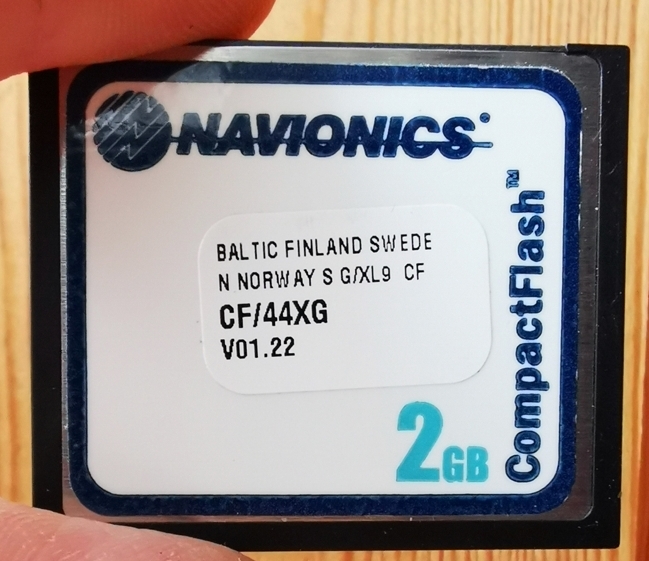 NAVIONICS®
BALTIC FINLAND SWEDE
N NORWAY S G/XL9 CF
CF/44XG
V01.22
2GB
CompactFlash™